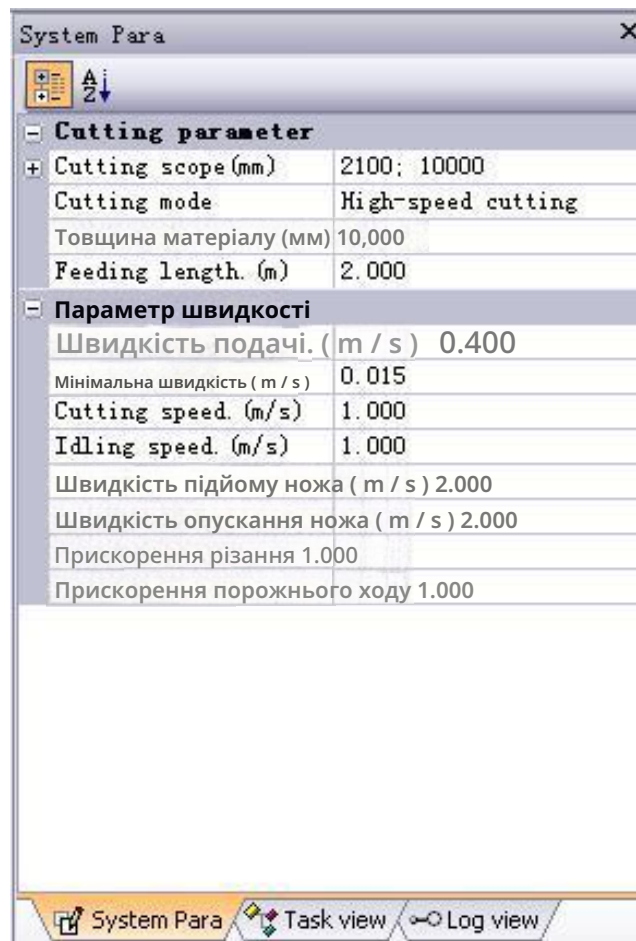 System Para
Cutting parameter
Cutting scope(mm) 2100; 10000
Cutting mode High-speed cutting
Товщина матеріалу (мм) 10,000
Feeding length. (m) 2.000
Параметр швидкості
Швидкість подачі. ( m / s ) 0.400
Мінімальна швидкість ( m / s ) 0.015
Cutting speed. (m/s) 1.000
Idling speed. (m/s) 1.000
Швидкість підйому ножа ( m / s ) 2.000
Швидкість опускання ножа ( m / s ) 2.000
Прискорення різання 1.000
Прискорення порожнього ходу 1.000
System Para Task view Log view